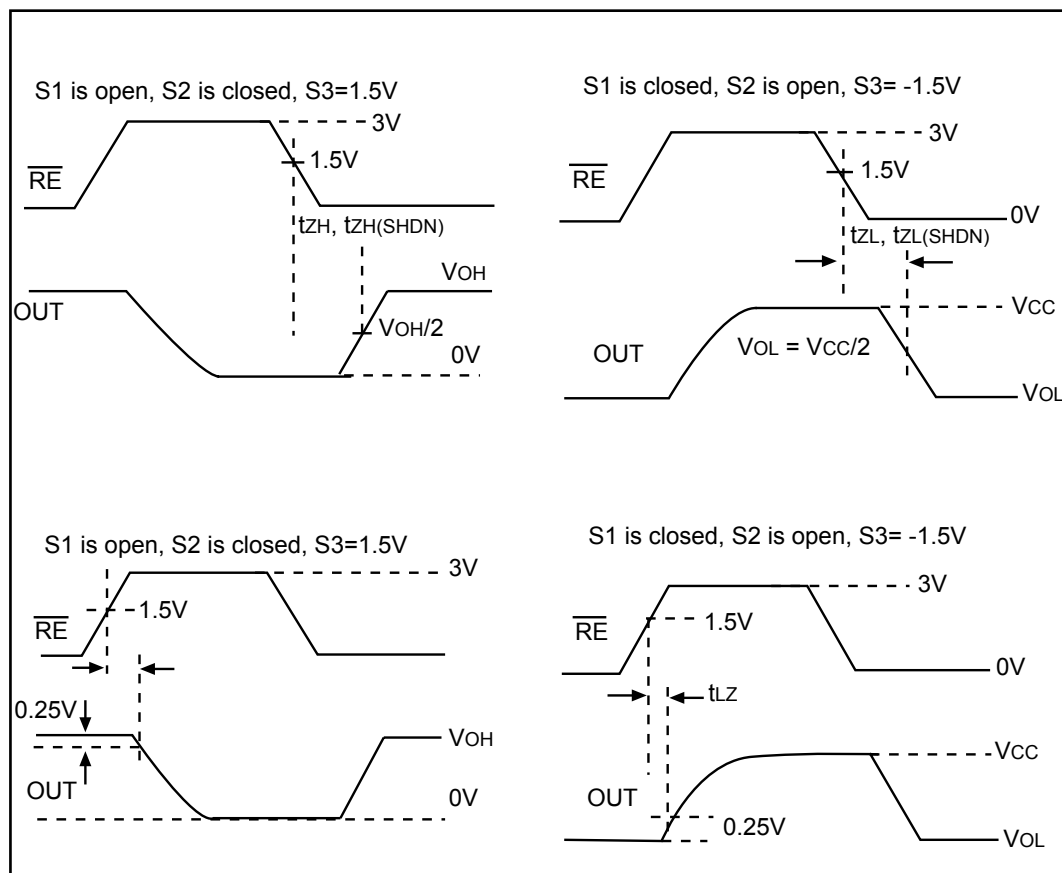 S1 is open, S2 is closed, S3=1.5V
3V
1.5V
RE
tZH, tZH(SHDN)
VOH
OUT
VOH/2
0V
S1 is closed, S2 is open, S3= -1.5V
3V
1.5V
RE
0V
tZL, tZL(SHDN)
VCC
OUT
VOL = VCC/2
VOL
S1 is open, S2 is closed, S3=1.5V
3V
1.5V
RE
0.25V
VOH
OUT
0V
S1 is closed, S2 is open, S3= -1.5V
3V
1.5V
RE
0V
tLZ
VCC
OUT
0.25V
VOL